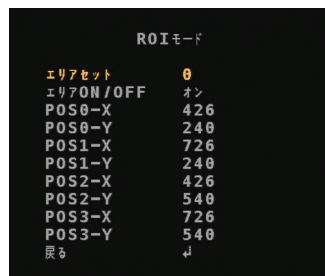 ROIモード
エリアセット 0
エリアON/OFF オン
POS0-X 426
POS0-Y 240
POS1-X 726
POS1-Y 240
POS2-X 426
POS2-Y 540
POS3-X 726
POS3-Y 540
戻る ↲